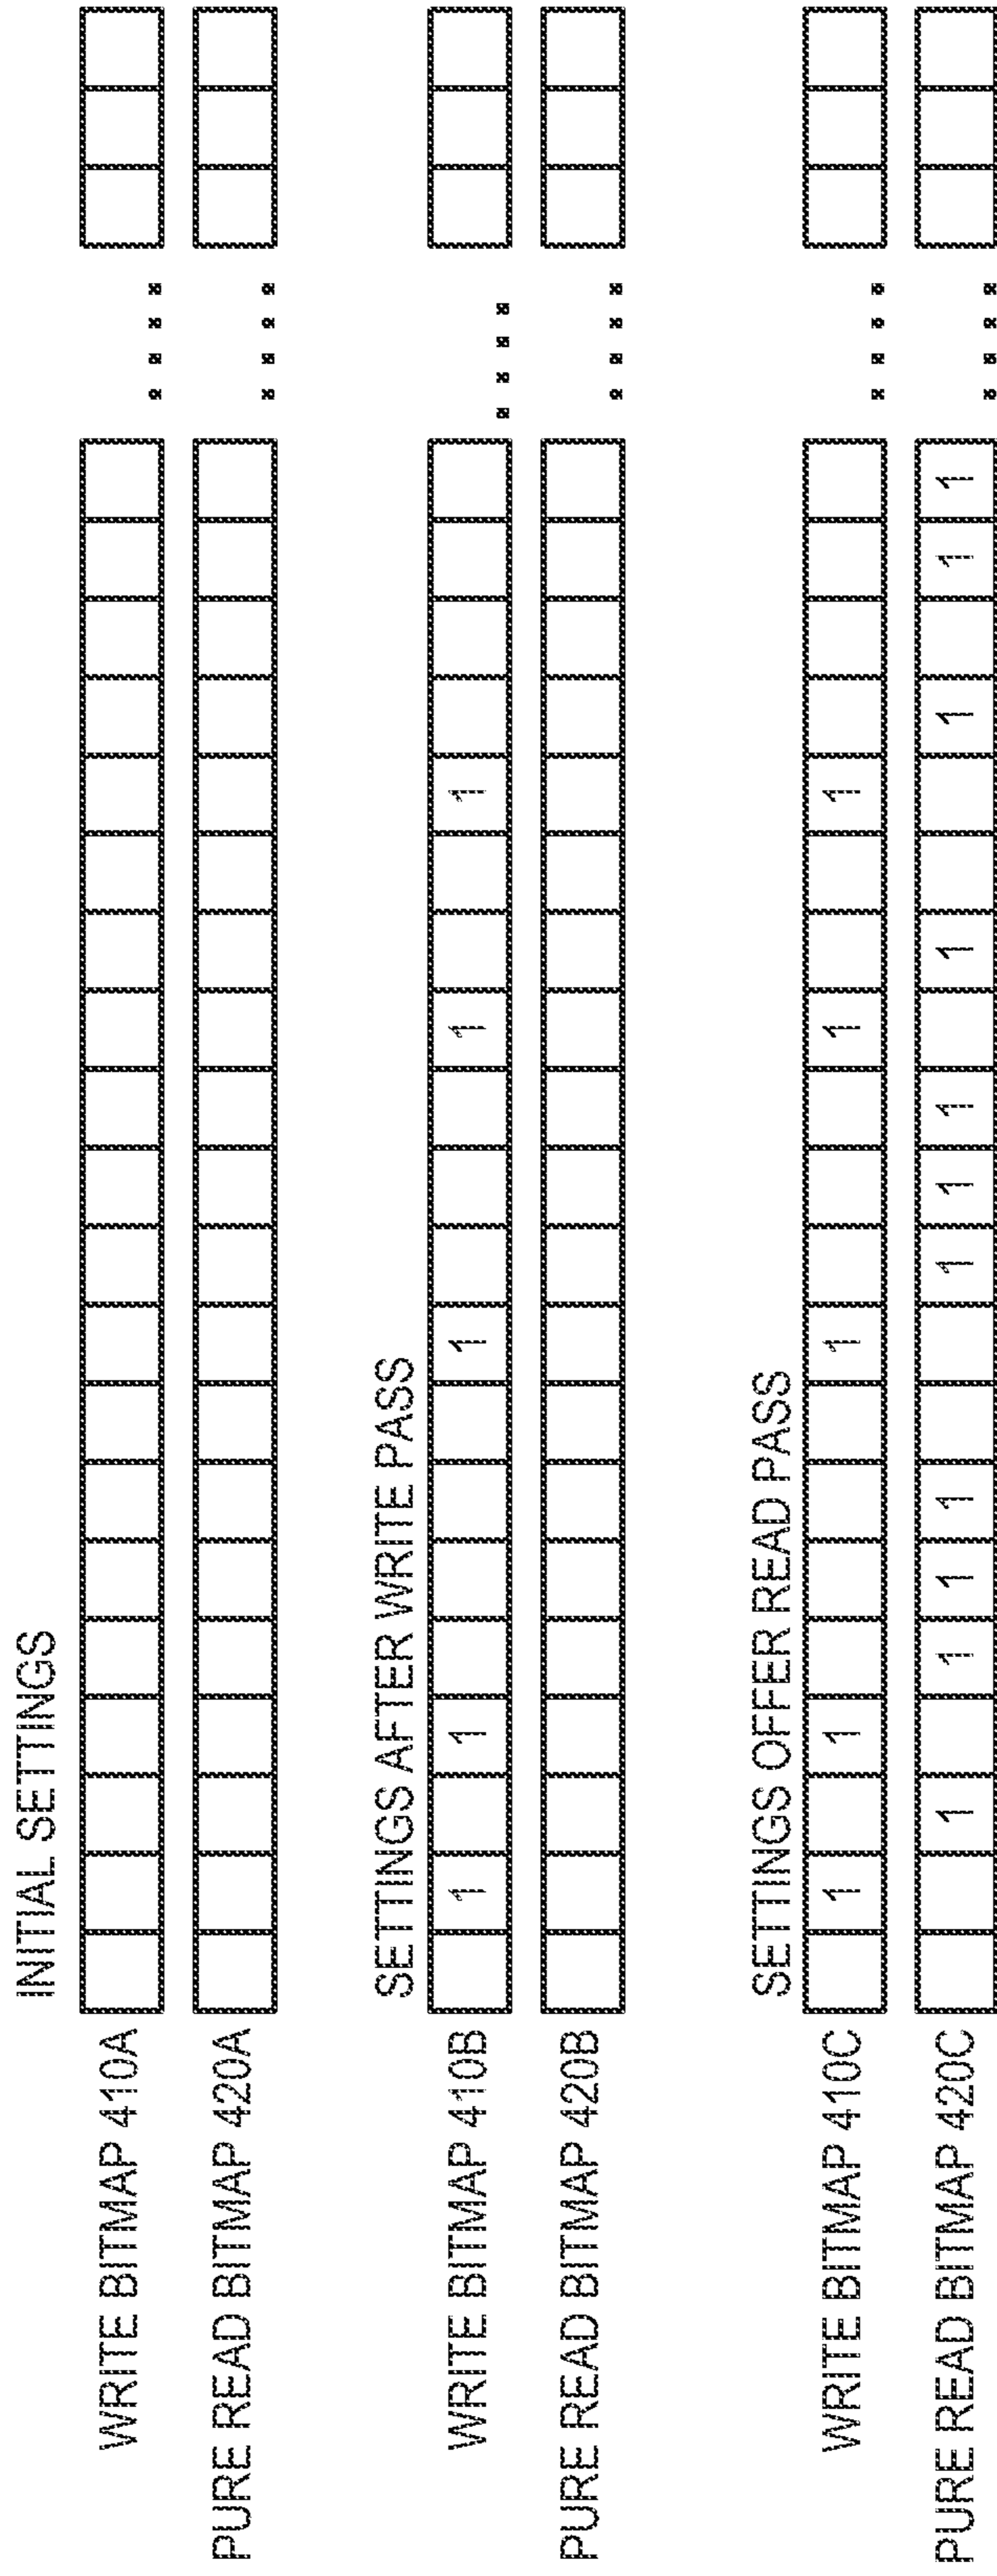 INITIAL SETTINGS
WRITE BITMAP 410A
PURE READ BITMAP 420A
SETTINGS AFTER WRITE PASS
WRITE BITMAP 410B 1 1 1 1 1
PURE READ BITMAP 420B
SETTINGS OFFER READ PASS
WRITE BITMAP 410C 1 1 1 1 1
PURE READ BITMAP 420C 1 1 1 1 1 1 1 1 1 1 1